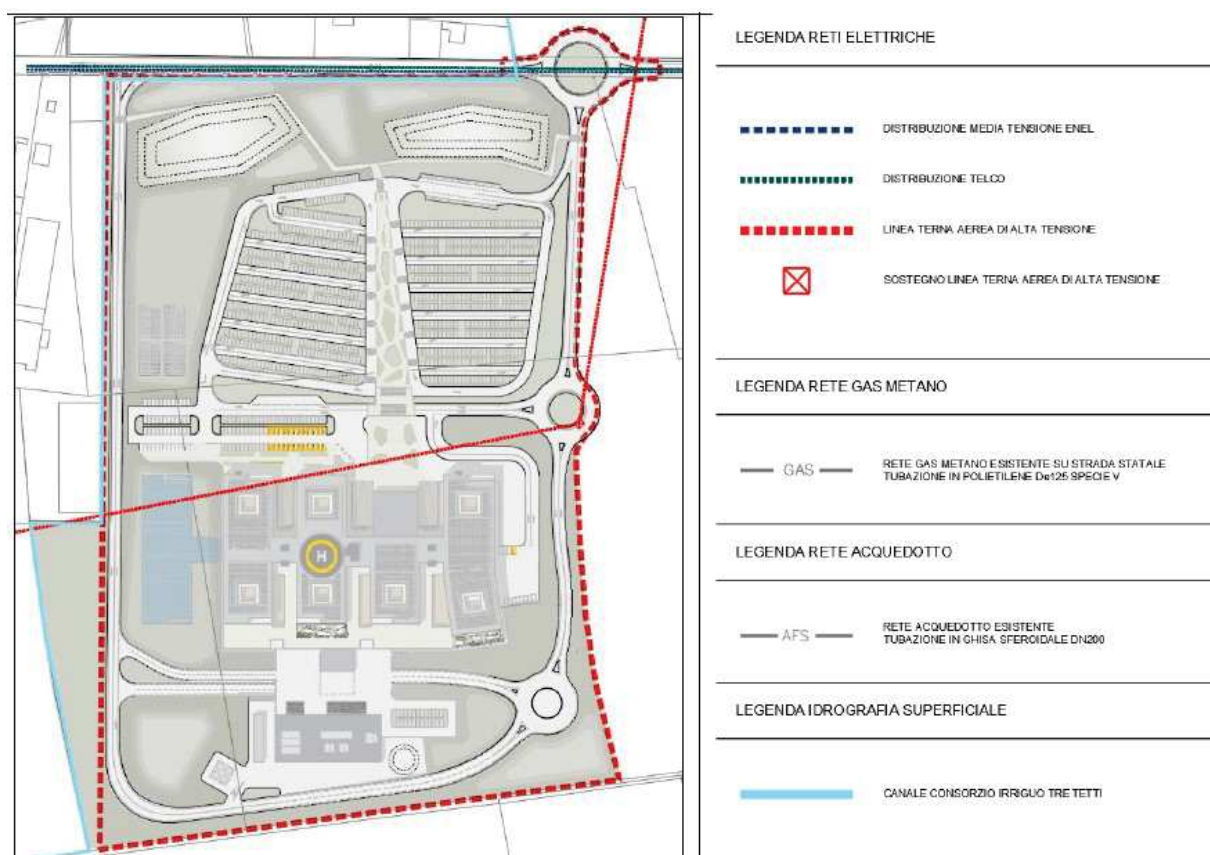 LEGENDA RETI ELETTRICHE
DISTRIBUZIONE MEDIA TENSIONE ENEL
DISTRIBUZIONE TELCO
LINEA TERNA AEREA DI ALTA TENSIONE
SOSTEGNO LINEA TERNA AEREA DI ALTA TENSIONE
LEGENDA RETE GAS METANO
GAS
RETE GAS METANO ESISTENTE SU STRADA STATALE
TUBAZIONE IN POLIETILENE De125 SPECIE V
LEGENDA RETE ACQUEDOTTO
AFS
RETE ACQUEDOTTO ESISTENTE
TUBAZIONE IN GHISA SFEROIDALE DN200
LEGENDA IDROGRAFIA SUPERFICIALE
CANALE CONSORZIO IRRIGUO TRE TETTI
H